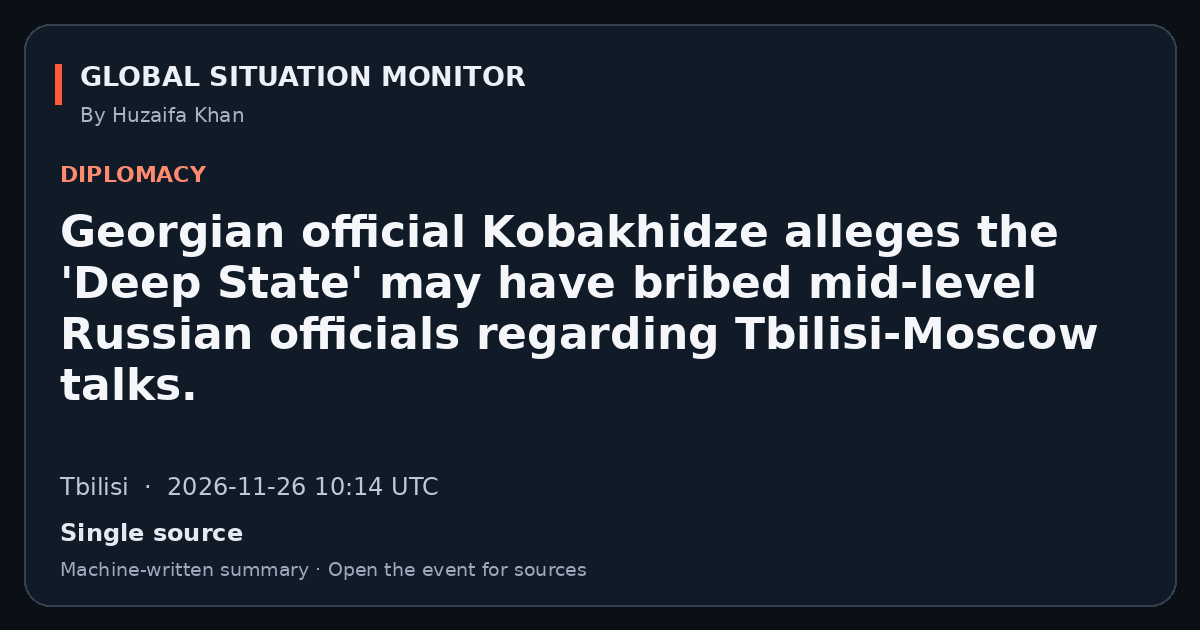 GLOBAL SITUATION MONITOR
By Huzaifa Khan
DIPLOMACY
Georgian official Kobakhidze alleges the
'Deep State' may have bribed mid-level
Russian officials regarding Tbilisi-Moscow
talks.
Tbilisi · 2026-11-26 10:14 UTC
Single source
Machine-written summary · Open the event for sources